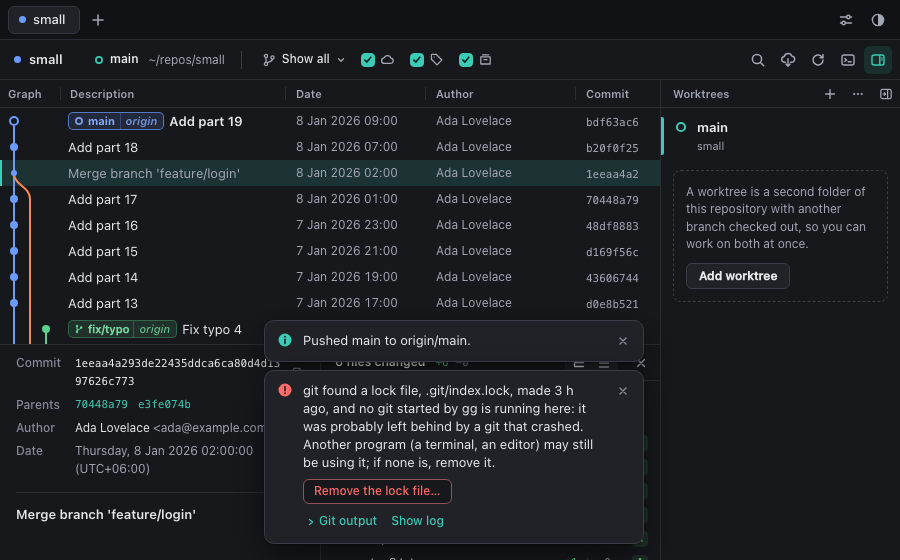 small
small
main
~/repos/small
Show all
Graph
Description
Date
Author
Commit
Worktrees
main origin Add part 19
8 Jan 2026 09:00
Ada Lovelace
bdf63ac6
Add part 18
8 Jan 2026 07:00
Ada Lovelace
b20f0f25
Merge branch 'feature/login'
8 Jan 2026 02:00
Ada Lovelace
1eeaa4a2
Add part 17
8 Jan 2026 01:00
Ada Lovelace
70448a79
Add part 16
7 Jan 2026 23:00
Ada Lovelace
48df8883
Add part 15
7 Jan 2026 21:00
Ada Lovelace
d169f56c
Add part 14
7 Jan 2026 19:00
Ada Lovelace
43606744
Add part 13
7 Jan 2026 17:00
Ada Lovelace
d0e8b521
fix/typo origin Fix typo 4
main
small
A worktree is a second folder of
this repository with another
branch checked out, so you can
work on both at once.
Add worktree
Commit
1eeaa4a293de22435ddca6ca80d4d13
97626c773
Parents
70448a79 e3fe074b
Author
Ada Lovelace <ada@example.com
Date
Thursday, 8 Jan 2026 02:00:00
(UTC+06:00)
Merge branch 'feature/login'
Pushed main to origin/main.
files changed
git found a lock file, .git/index.lock, made 3 h
ago, and no git started by gg is running here: it
was probably left behind by a git that crashed.
Another program (a terminal, an editor) may still
be using it; if none is, remove it.
Remove the lock file…
Git output
Show log